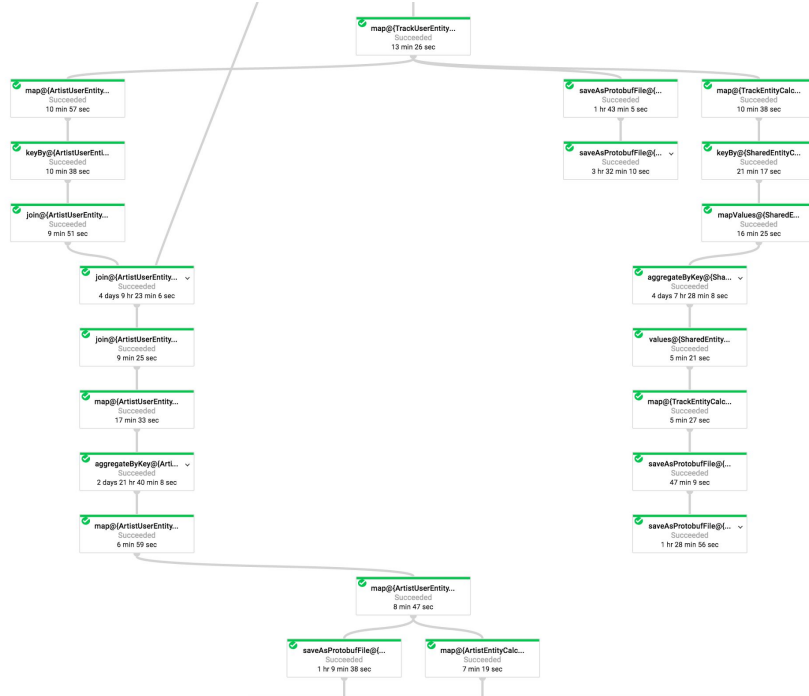 map@{TrackUserEntity...
Succeeded
13 min 26 sec
map@{ArtistUserEntity...
Succeeded
10 min 57 sec
saveAsProtobufFile@{...
Succeeded
1 hr 43 min 5 sec
map@{TrackEntityCalc...
Succeeded
10 min 38 sec
keyBy@{ArtistUserEnti...
Succeeded
10 min 38 sec
saveAsProtobufFile@{...
Succeeded
3 hr 32 min 10 sec
keyBy@{SharedEntityC...
Succeeded
21 min 17 sec
join@{ArtistUserEntity...
Succeeded
9 min 51 sec
mapValues@{SharedE...
Succeeded
16 min 25 sec
join@{ArtistUserEntity...
Succeeded
4 days 9 hr 23 min 6 sec
aggregateByKey@{Sha...
Succeeded
4 days 7 hr 28 min 8 sec
join@{ArtistUserEntity...
Succeeded
9 min 25 sec
values@{SharedEntity...
Succeeded
5 min 21 sec
map@{ArtistUserEntity...
Succeeded
17 min 33 sec
map@{TrackEntityCalc...
Succeeded
5 min 27 sec
aggregateByKey@{Arti...
Succeeded
2 days 21 hr 40 min 8 sec
saveAsProtobufFile@{...
Succeeded
47 min 9 sec
map@{ArtistUserEntity...
Succeeded
6 min 59 sec
saveAsProtobufFile@{...
Succeeded
1 hr 28 min 56 sec
map@{ArtistUserEntity...
Succeeded
8 min 47 sec
saveAsProtobufFile@{...
Succeeded
1 hr 9 min 38 sec
map@{ArtistEntityCalc...
Succeeded
7 min 19 sec